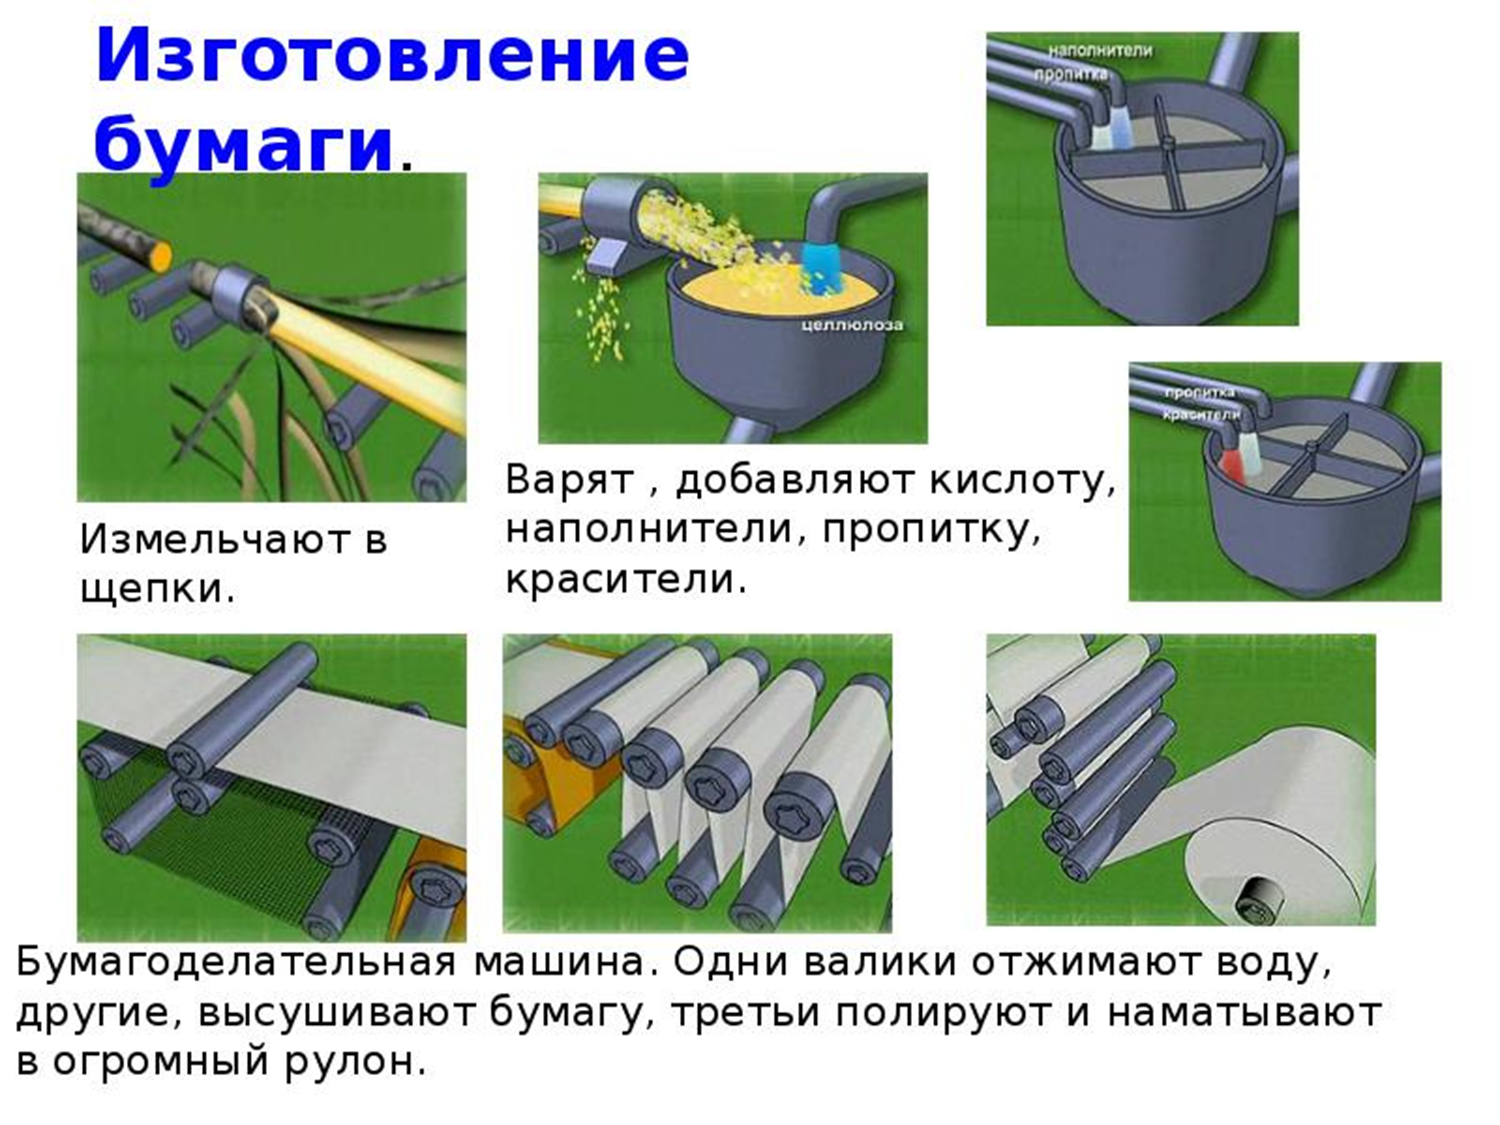 Изготовление
бумаги.
наполнители
пропитка
целлюлоза
пропитка
красители
Варят , добавляют кислоту,
наполнители, пропитку,
красители.
Измельчают в
щепки.
Бумагоделательная машина. Одни валики отжимают воду,
другие, высушивают бумагу, третьи полируют и наматывают
в огромный рулон.